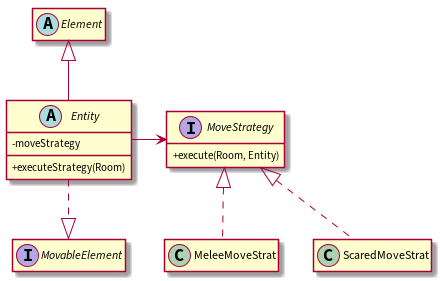 A Element
A Entity
-moveStrategy
+executeStrategy(Room)
I MoveStrategy
+execute(Room, Entity)
I MovableElement
C MeleeMoveStrat
C ScaredMoveStrat